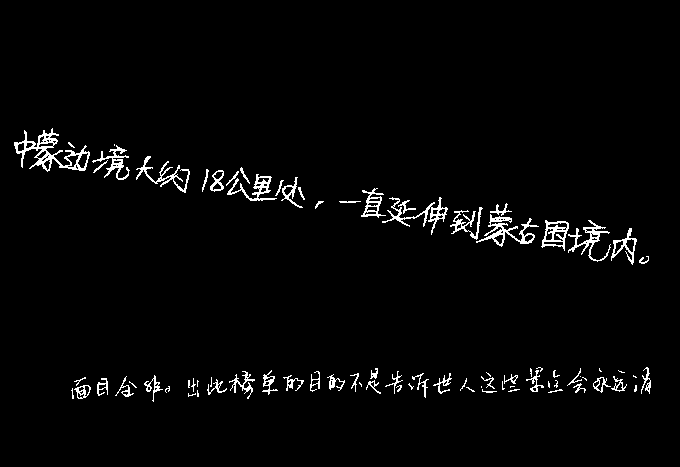 中蒙边境大约18公里处，一直延伸到蒙古国境内。
面目全非。出此榜单的目的不是告诉世人这些景点会永远消